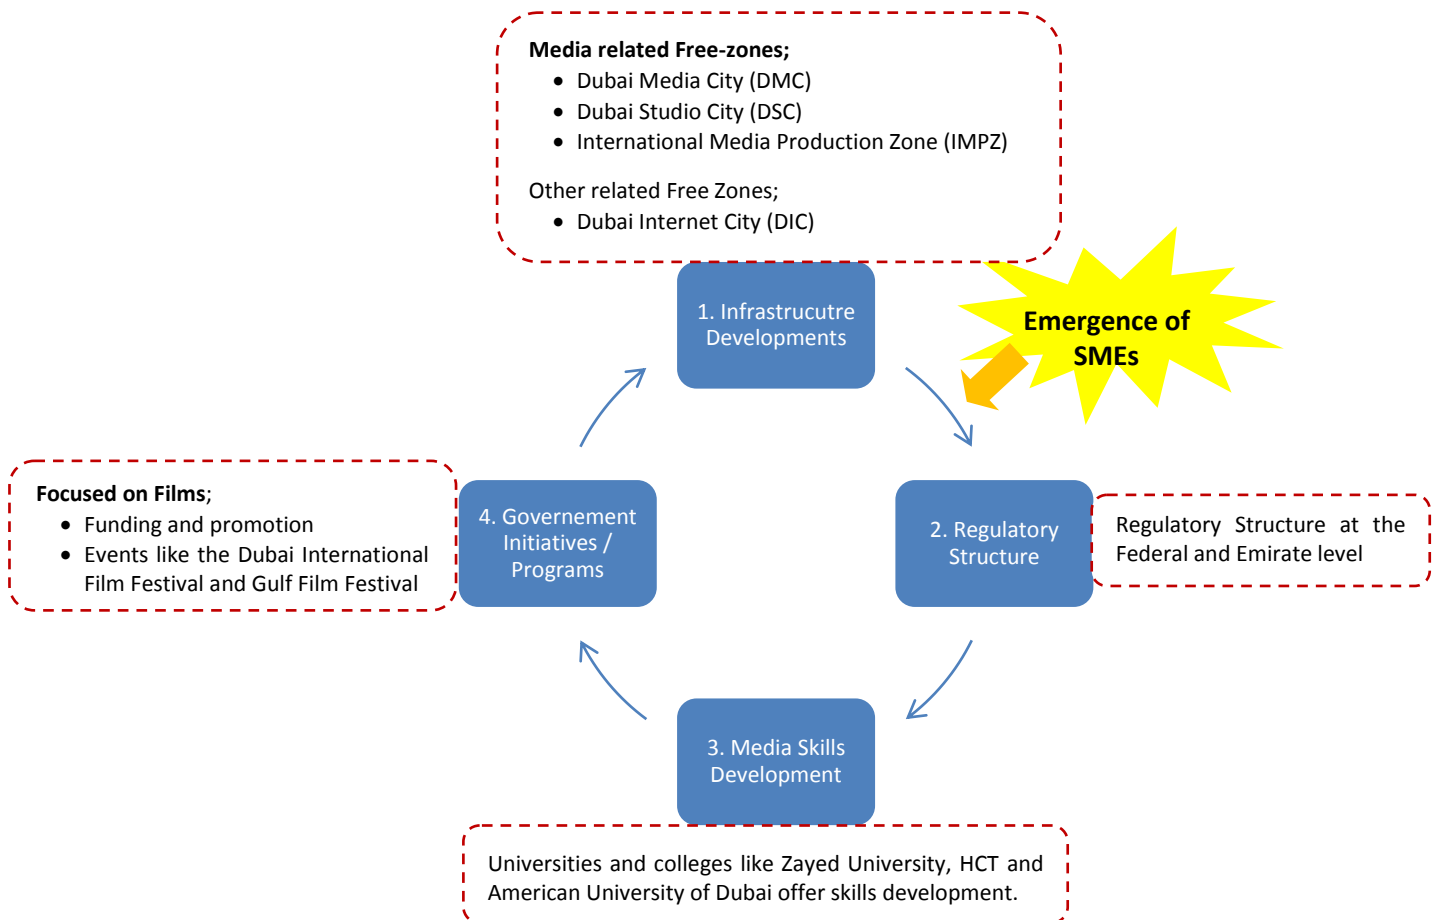 Media related Free-zones;
• Dubai Media City (DMC)
• Dubai Studio City (DSC)
• International Media Production Zone (IMPZ)
Other related Free Zones;
• Dubai Internet City (DIC)
1. Infrastrucutre
Developments
Emergence of
SMEs
2. Regulatory
Structure
Regulatory Structure at the
Federal and Emirate level
3. Media Skills
Development
Universities and colleges like Zayed University, HCT and
American University of Dubai offer skills development.
4. Governement
Initiatives /
Programs
Focused on Films;
• Funding and promotion
• Events like the Dubai International
Film Festival and Gulf Film Festival